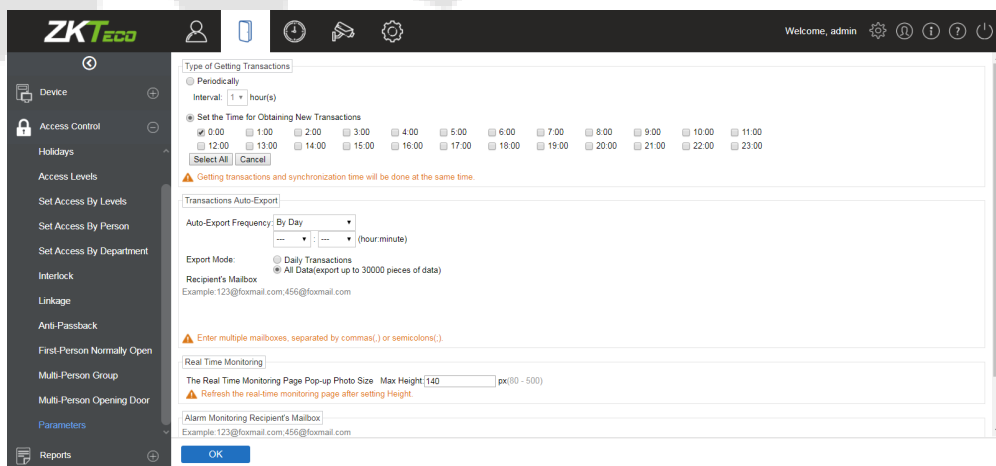 ZKTeco
Welcome, admin
Device
Access Control
Holidays
Access Levels
Set Access By Levels
Set Access By Person
Set Access By Department
Interlock
Linkage
Anti-Passback
First-Person Normally Open
Multi-Person Group
Multi-Person Opening Door
Parameters
Reports
Type of Getting Transactions
Periodically
Interval: 1 hour(s)
Set the Time for Obtaining New Transactions
0:00 1:00 2:00 3:00 4:00 5:00 6:00 7:00 8:00 9:00 10:00 11:00
12:00 13:00 14:00 15:00 16:00 17:00 18:00 19:00 20:00 21:00 22:00 23:00
Select All Cancel
Getting transactions and synchronization time will be done at the same time.
Transactions Auto-Export
Auto-Export Frequency: By Day
--- : --- (hour:minute)
Export Mode: Daily Transactions
All Data(export up to 30000 pieces of data)
Recipient's Mailbox
Example:123@foxmail.com;456@foxmail.com
Enter multiple mailboxes, separated by commas(,) or semicolons(;).
Real Time Monitoring
The Real Time Monitoring Page Pop-up Photo Size Max Height: 140 px(80 - 500)
Refresh the real-time monitoring page after setting Height.
Alarm Monitoring Recipient's Mailbox
Example:123@foxmail.com;456@foxmail.com
OK